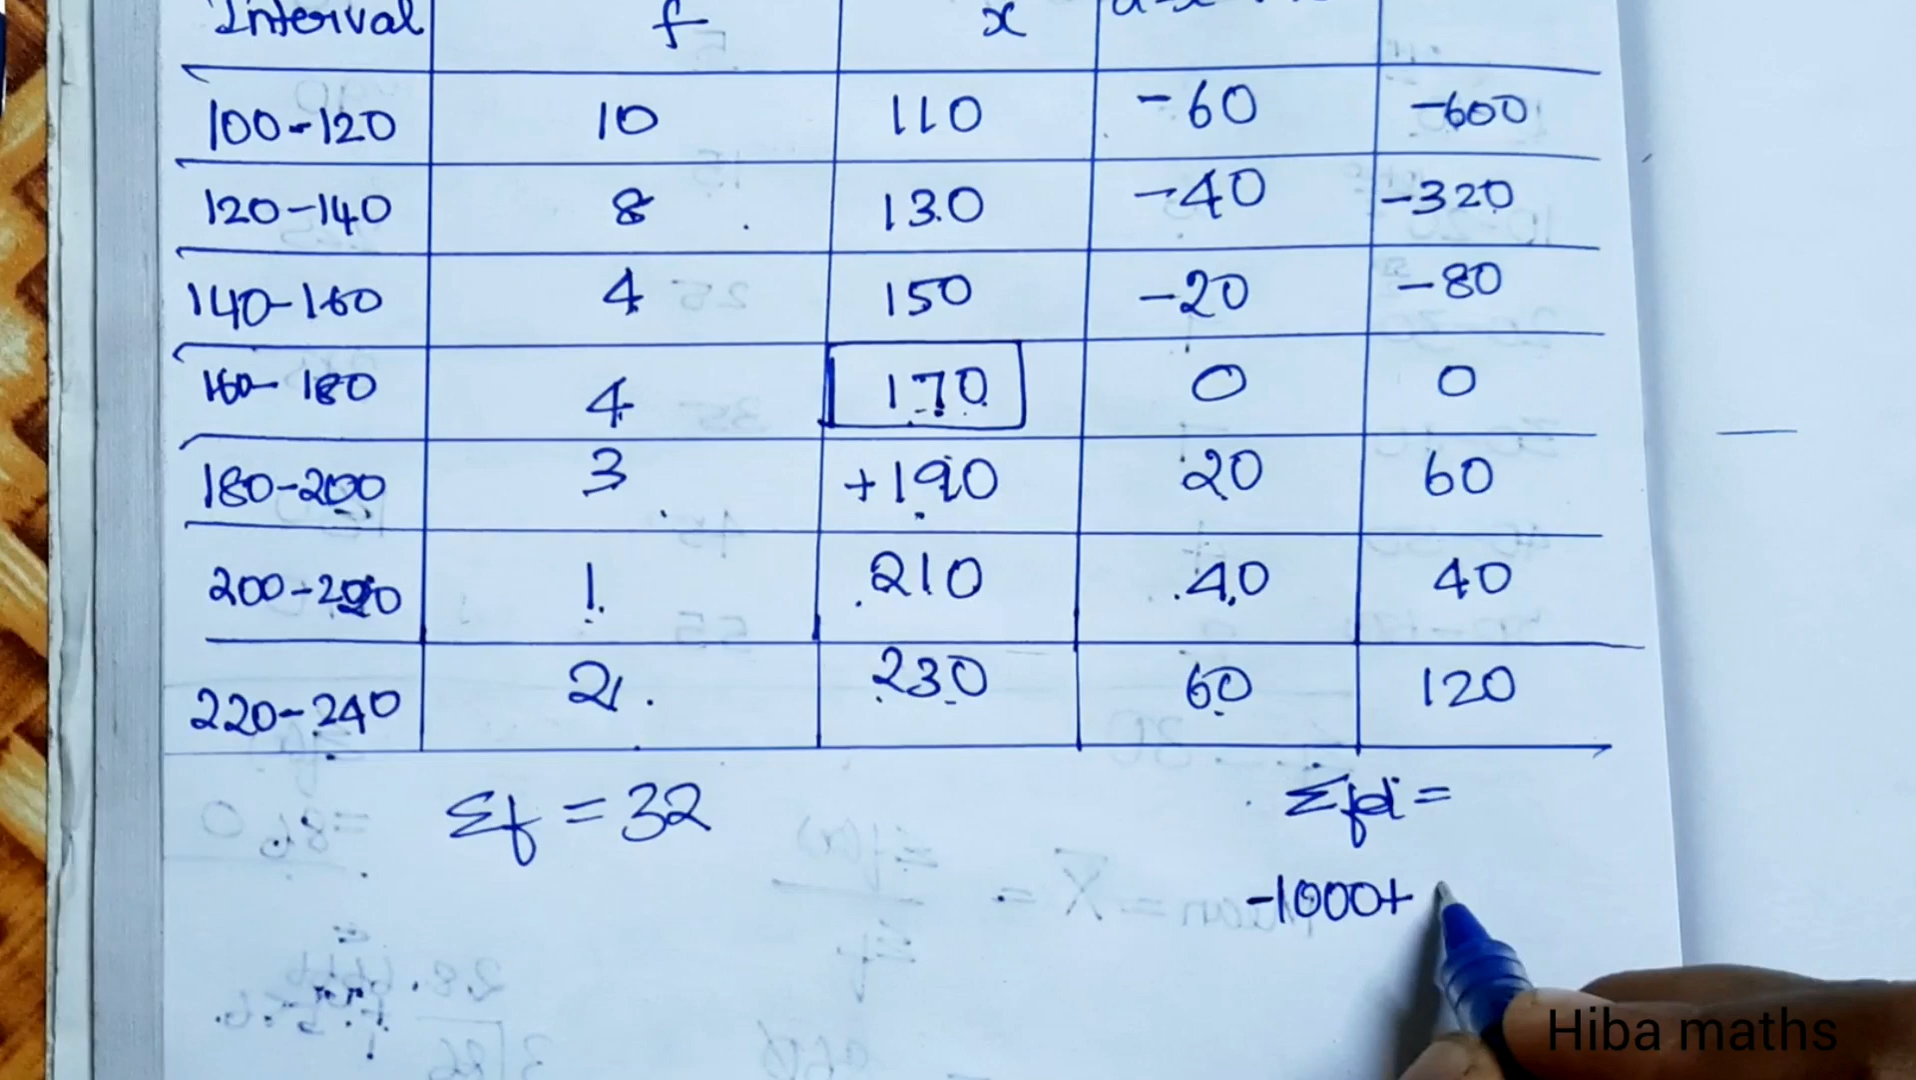 Interval f x
100-120 10 110 -60 -600
120-140 8 130 -40 -320
140-160 4 150 -20 -80
160-180 4 170 0 0
180-200 3 +190 20 60
200-220 1 210 40 40
220-240 2 230 60 120
Σf = 32 Σfdi =
-1000+
Hiba maths